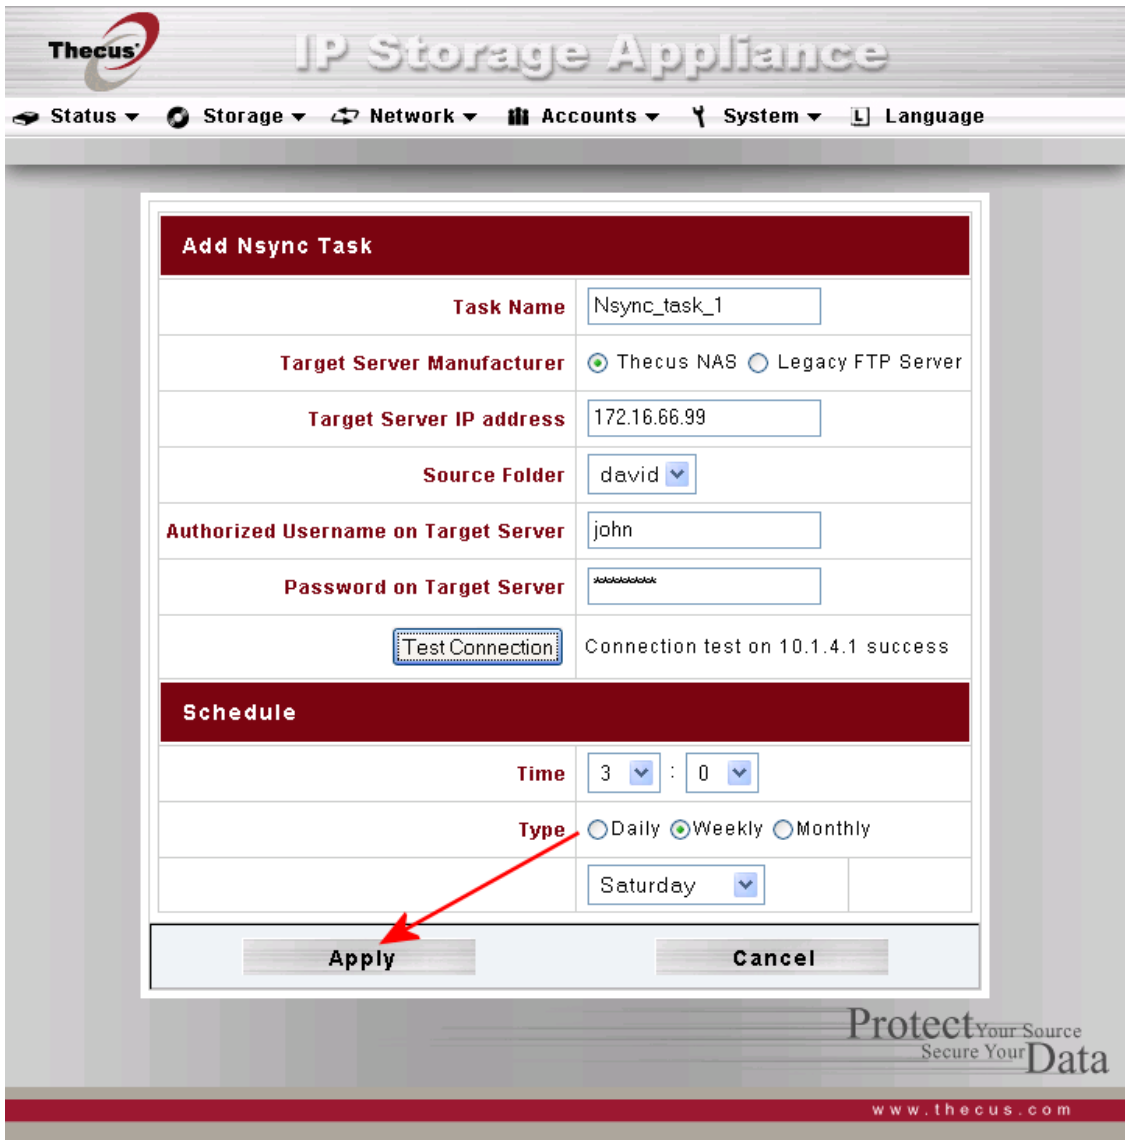 Thecus
IP Storage Appliance
Status Storage Network Accounts System L Language
Add Nsync Task
Task Name Nsync_task_1
Target Server Manufacturer Thecus NAS Legacy FTP Server
Target Server IP address 172.16.66.99
Source Folder david
Authorized Username on Target Server john
Password on Target Server *********
Test Connection Connection test on 10.1.4.1 success
Schedule
Time 3 : 0
Type Daily Weekly Monthly
Saturday
Apply Cancel
Protect Your Source
Secure Your Data
www.thecus.com